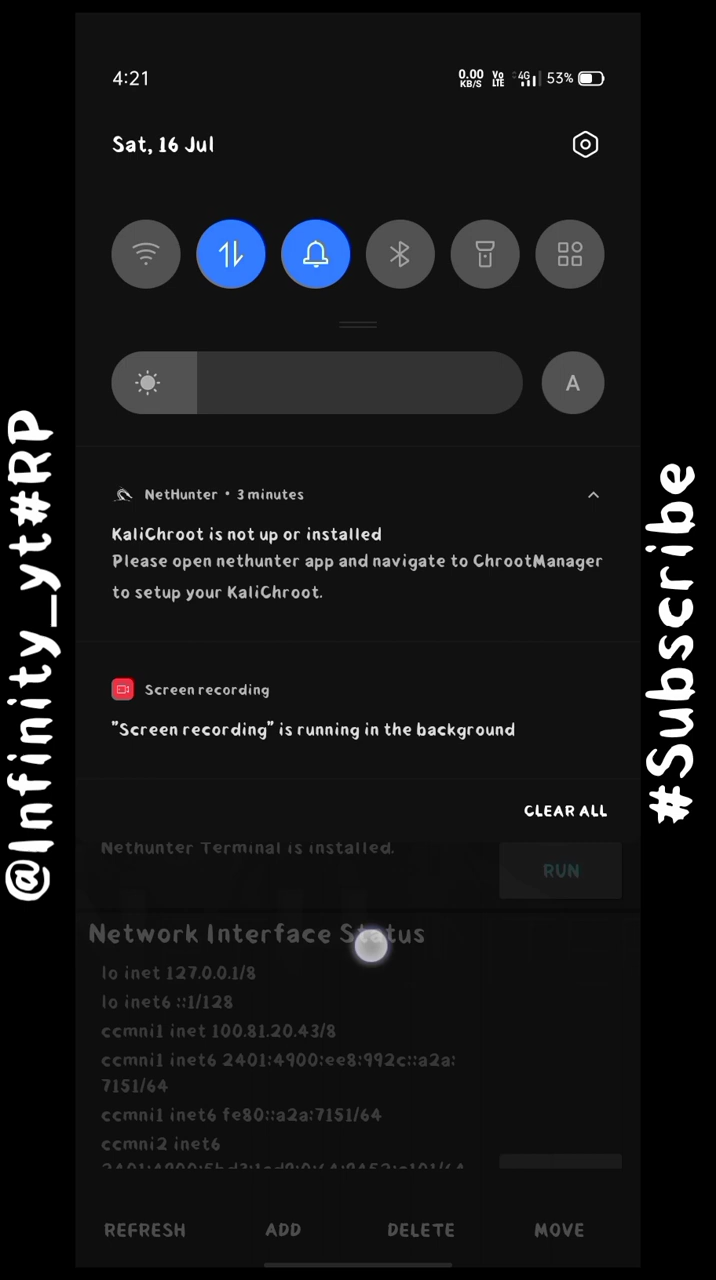 4:21
0.00 KB/S Vo LTE 4G 53%
Sat, 16 Jul
A
NetHunter • 3 minutes
KaliChroot is not up or installed
Please open nethunter app and navigate to ChrootManager
to setup your KaliChroot.
Screen recording
"Screen recording" is running in the background
CLEAR ALL
Nethunter Terminal is installed.
RUN
Network Interface Status
lo inet 127.0.0.1/8
lo inet6 ::1/128
ccmni1 inet 100.81.20.43/8
ccmni1 inet6 2401:4900:ee8:992c::a2a:
7151/64
ccmni1 inet6 fe80::a2a:7151/64
ccmni2 inet6
REFRESH ADD DELETE MOVE
@Infinity_yt#RP
#Subscribe